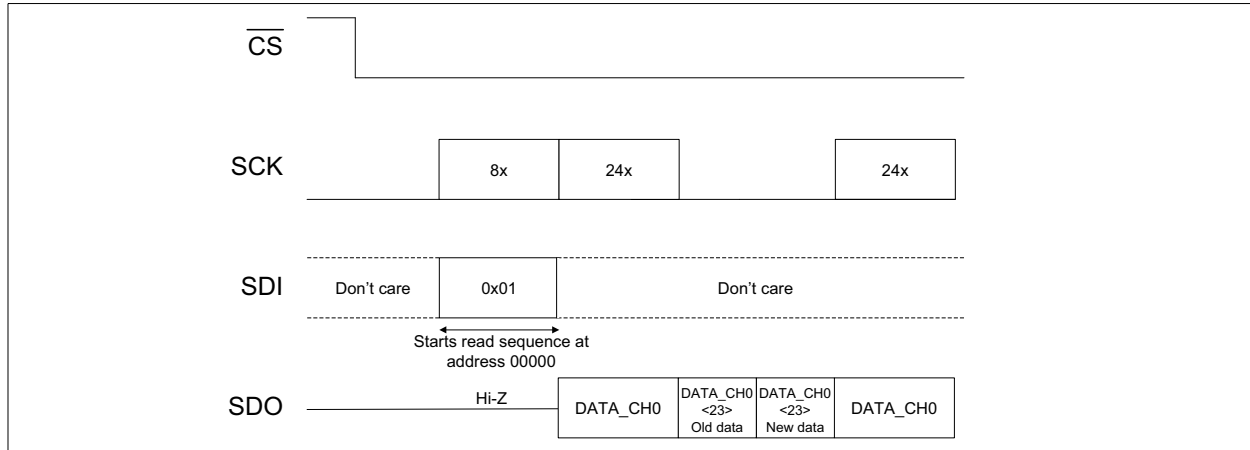 CS
SCK
8x
24x
24x
SDI
Don't care
0x01
Don't care
Starts read sequence at
address 00000
SDO
Hi-Z
DATA_CH0
DATA_CH0
<23>
Old data
DATA_CH0
<23>
New data
DATA_CH0